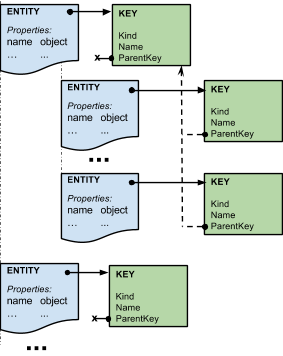 ENTITY
Properties:
name object
... ...
KEY
Kind
Name
x
ParentKey
ENTITY
Properties:
name object
... ...
KEY
Kind
Name
ParentKey
...
ENTITY
Properties:
name object
... ...
KEY
Kind
Name
ParentKey
ENTITY
Properties:
name object
... ...
KEY
Kind
Name
x
ParentKey
...